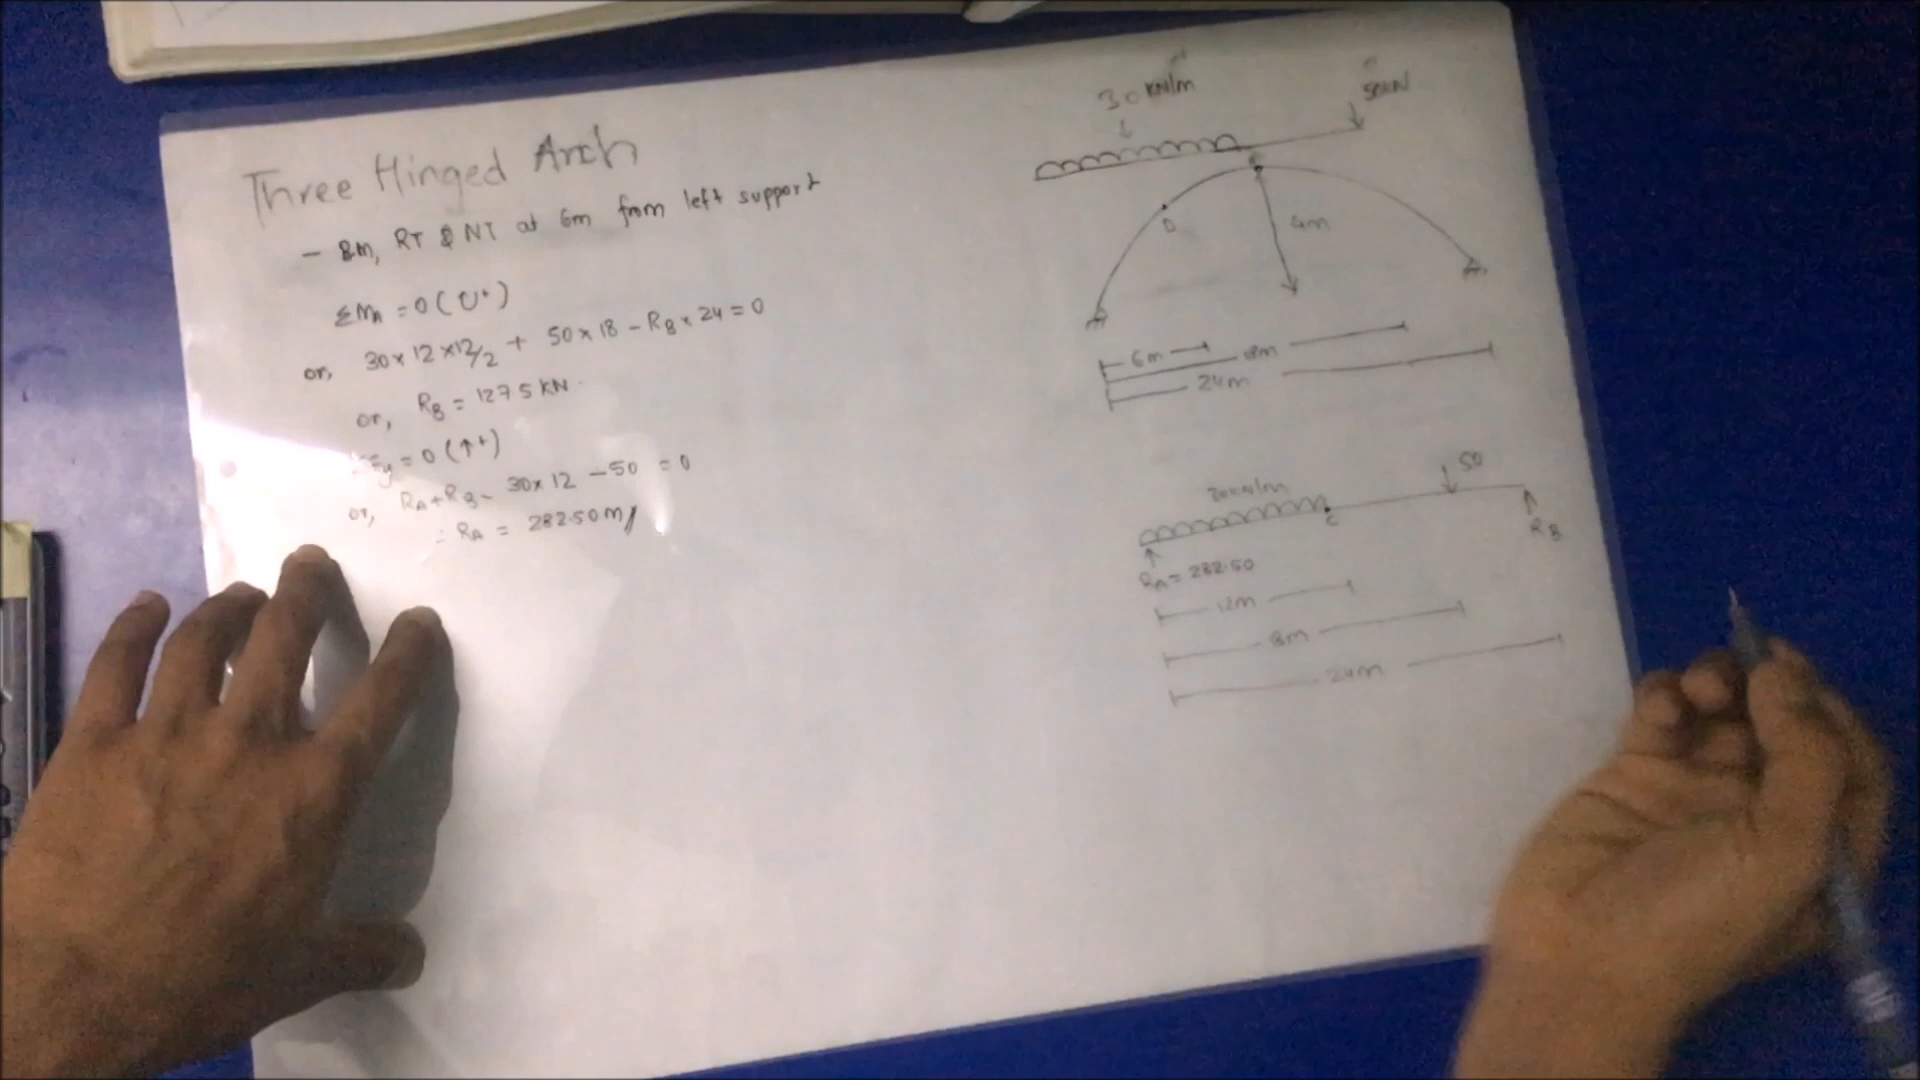 Three Hinged Arch
- BM, RT & NT at 6m from left support
ΣMA = 0 (↻+)
or, 30 x 12 x 12/2 + 50 x 18 - RB x 24 = 0
or, RB = 127.5 KN
Fy = 0 (↑+)
or, RA + RB - 30x 12 - 50 = 0
∴ RA = 282.50 m
30 KN/m
50KN
C
D
4m
6m
18m
24m
50
30KN/m
C
RB
RA = 282.50
12m
18m
24m